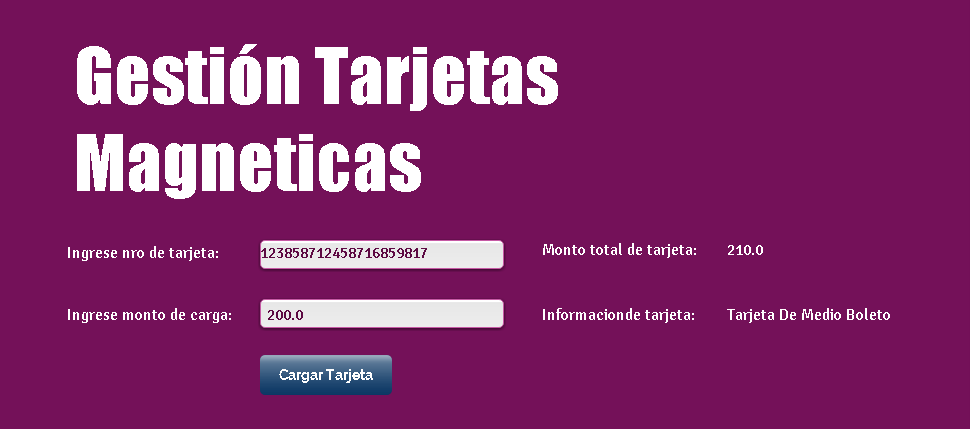 Gestión Tarjetas
Magneticas
Ingrese nro de tarjeta:
123858712458716859817
Monto total de tarjeta:
210.0
Ingrese monto de carga:
200.0
Informacionde tarjeta:
Tarjeta De Medio Boleto
Cargar Tarjeta